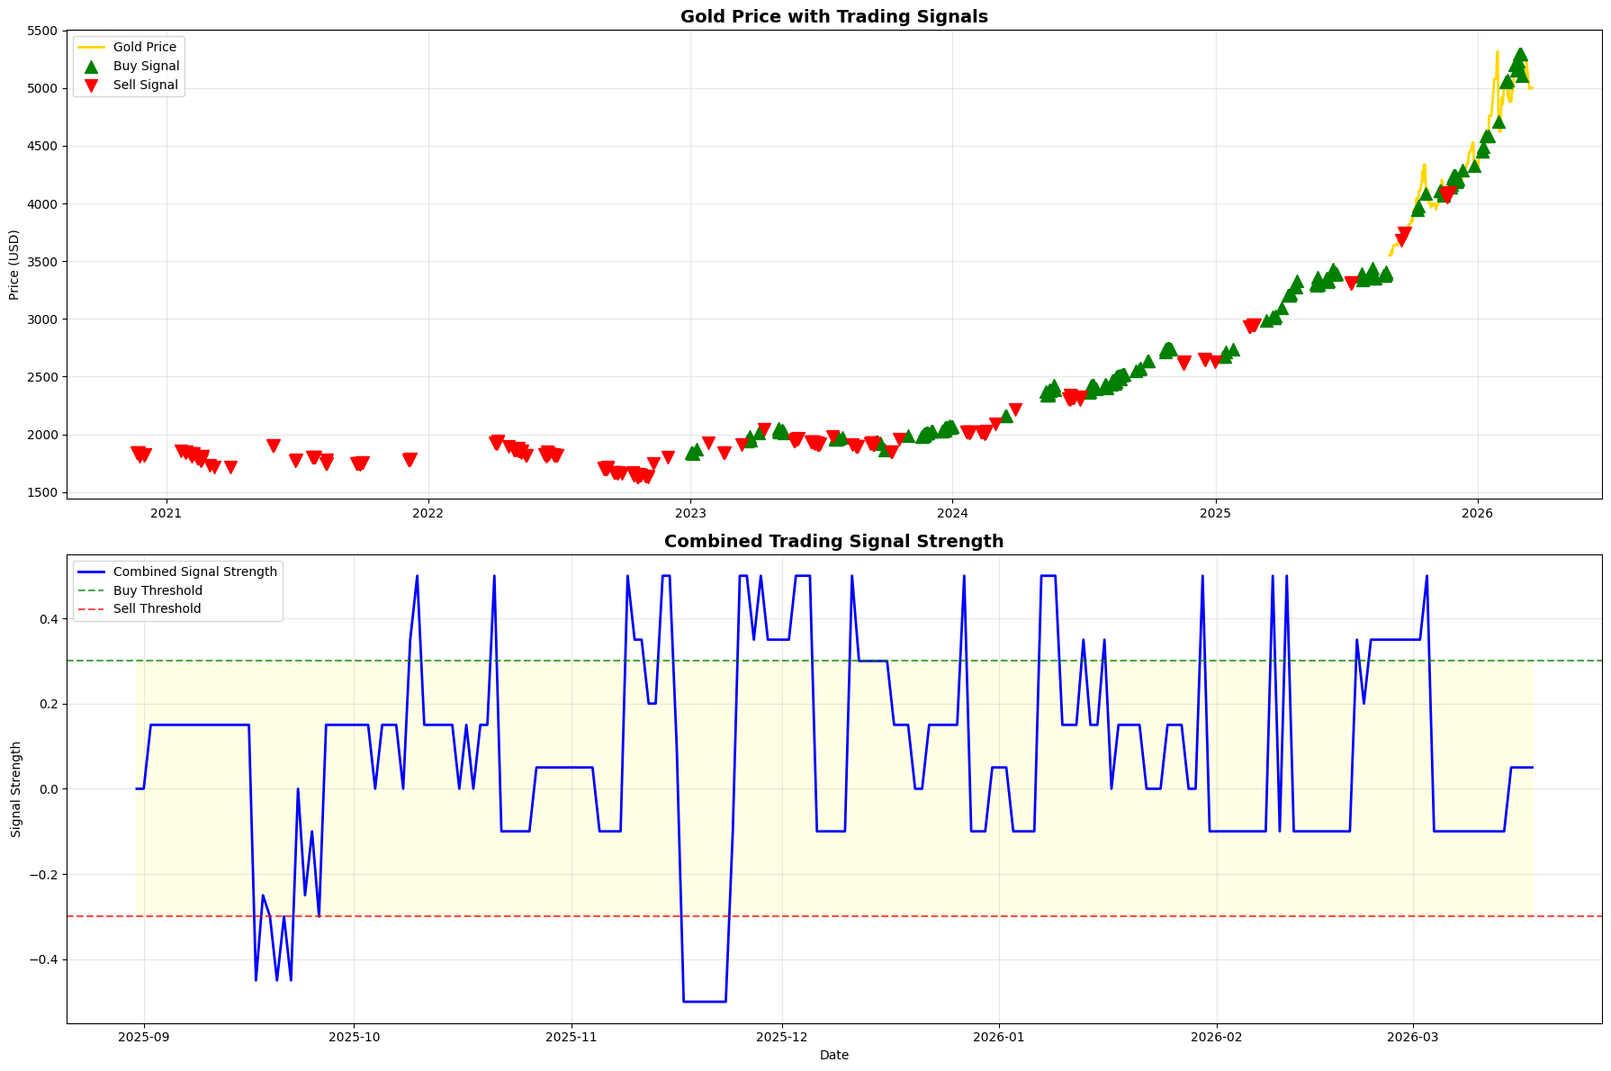 Gold Price with Trading Signals
Gold Price
Buy Signal
Sell Signal
Price (USD)
5500
5000
4500
4000
3500
3000
2500
2000
1500
2021 2022 2023 2024 2025 2026
Combined Trading Signal Strength
Combined Signal Strength
Buy Threshold
Sell Threshold
Signal Strength
0.4
0.2
0.0
−0.2
−0.4
2025-09 2025-10 2025-11 2025-12 2026-01 2026-02 2026-03
Date